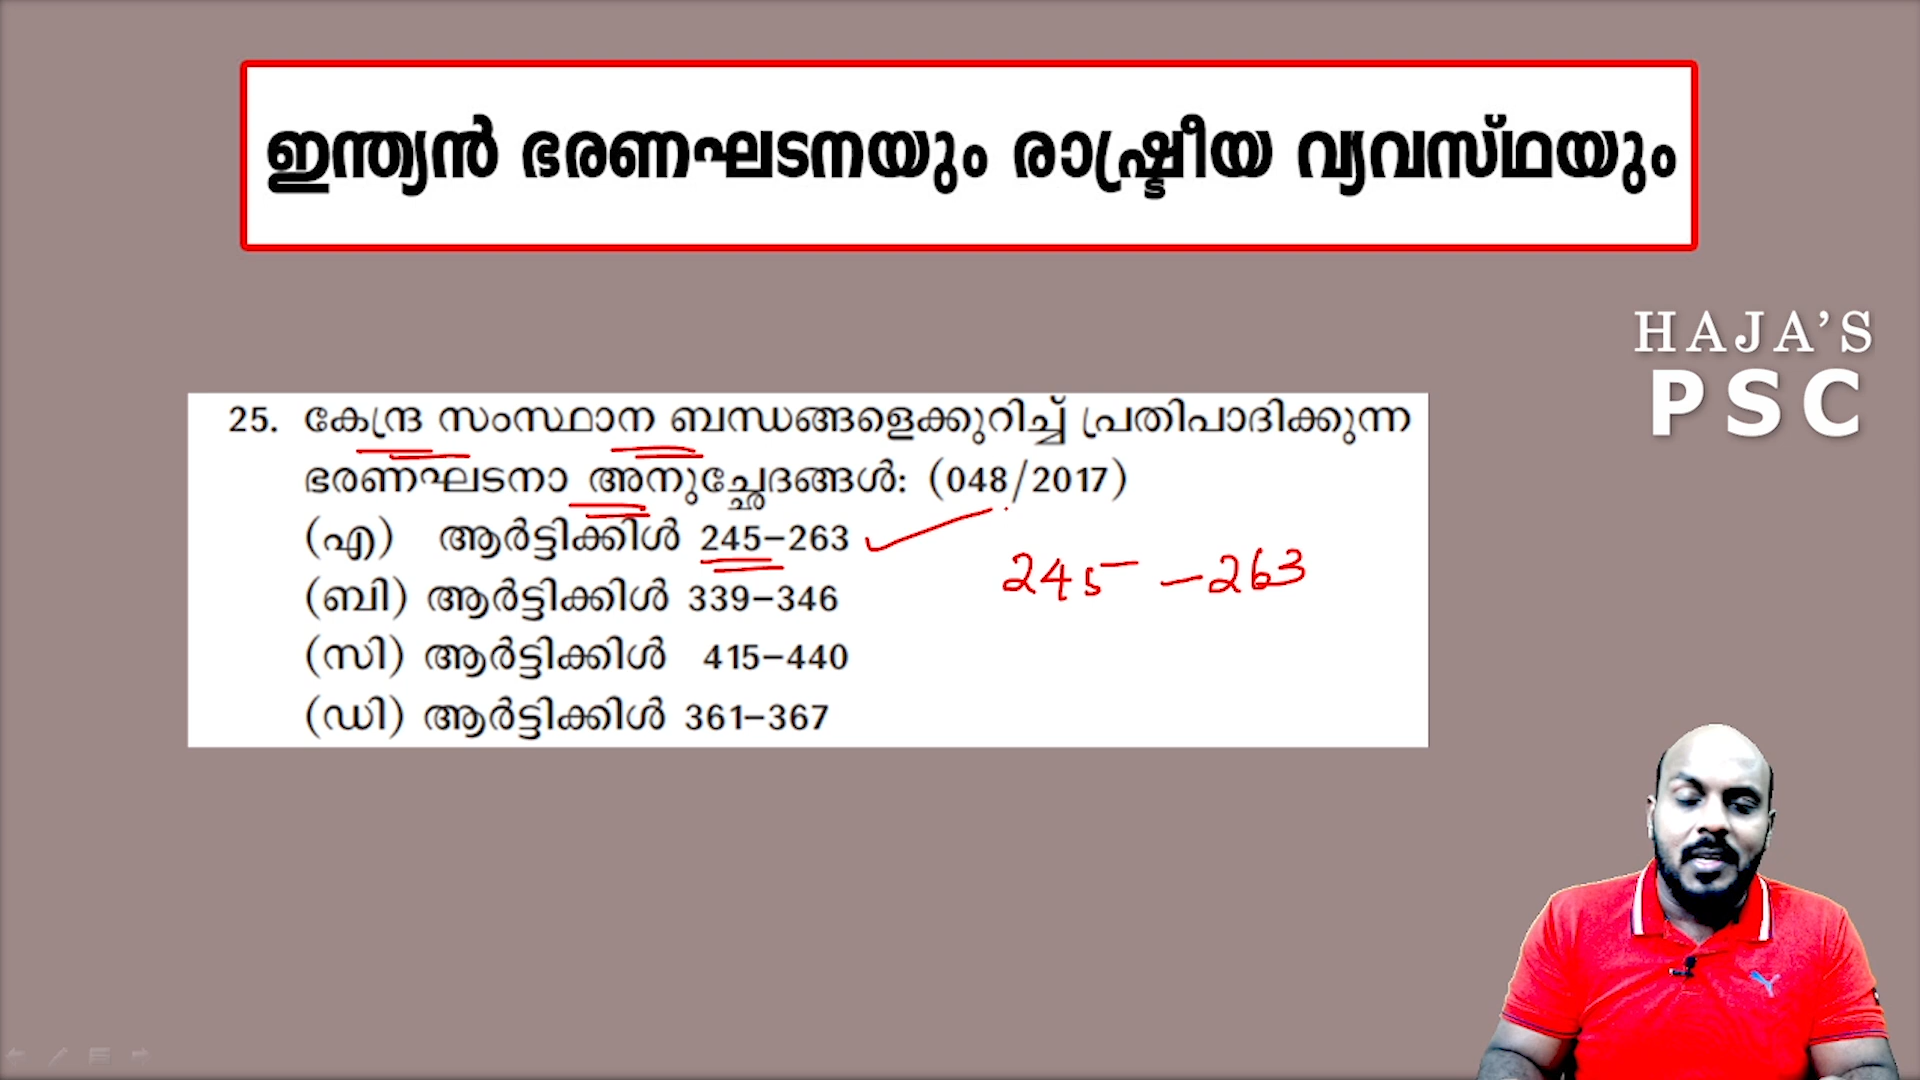 ഇന്ത്യൻ ഭരണഘടനയും രാഷ്ട്രീയ വ്യവസ്ഥയും
HAJA'S
PSC
25. കേന്ദ്ര സംസ്ഥാന ബന്ധങ്ങളെക്കുറിച്ച് പ്രതിപാദിക്കുന്ന
ഭരണഘടനാ അനുച്ഛേദങ്ങൾ: (048/2017)
(എ) ആർട്ടിക്കിൾ 245–263
245 – 263
(ബി) ആർട്ടിക്കിൾ 339–346
(സി) ആർട്ടിക്കിൾ 415–440
(ഡി) ആർട്ടിക്കിൾ 361–367